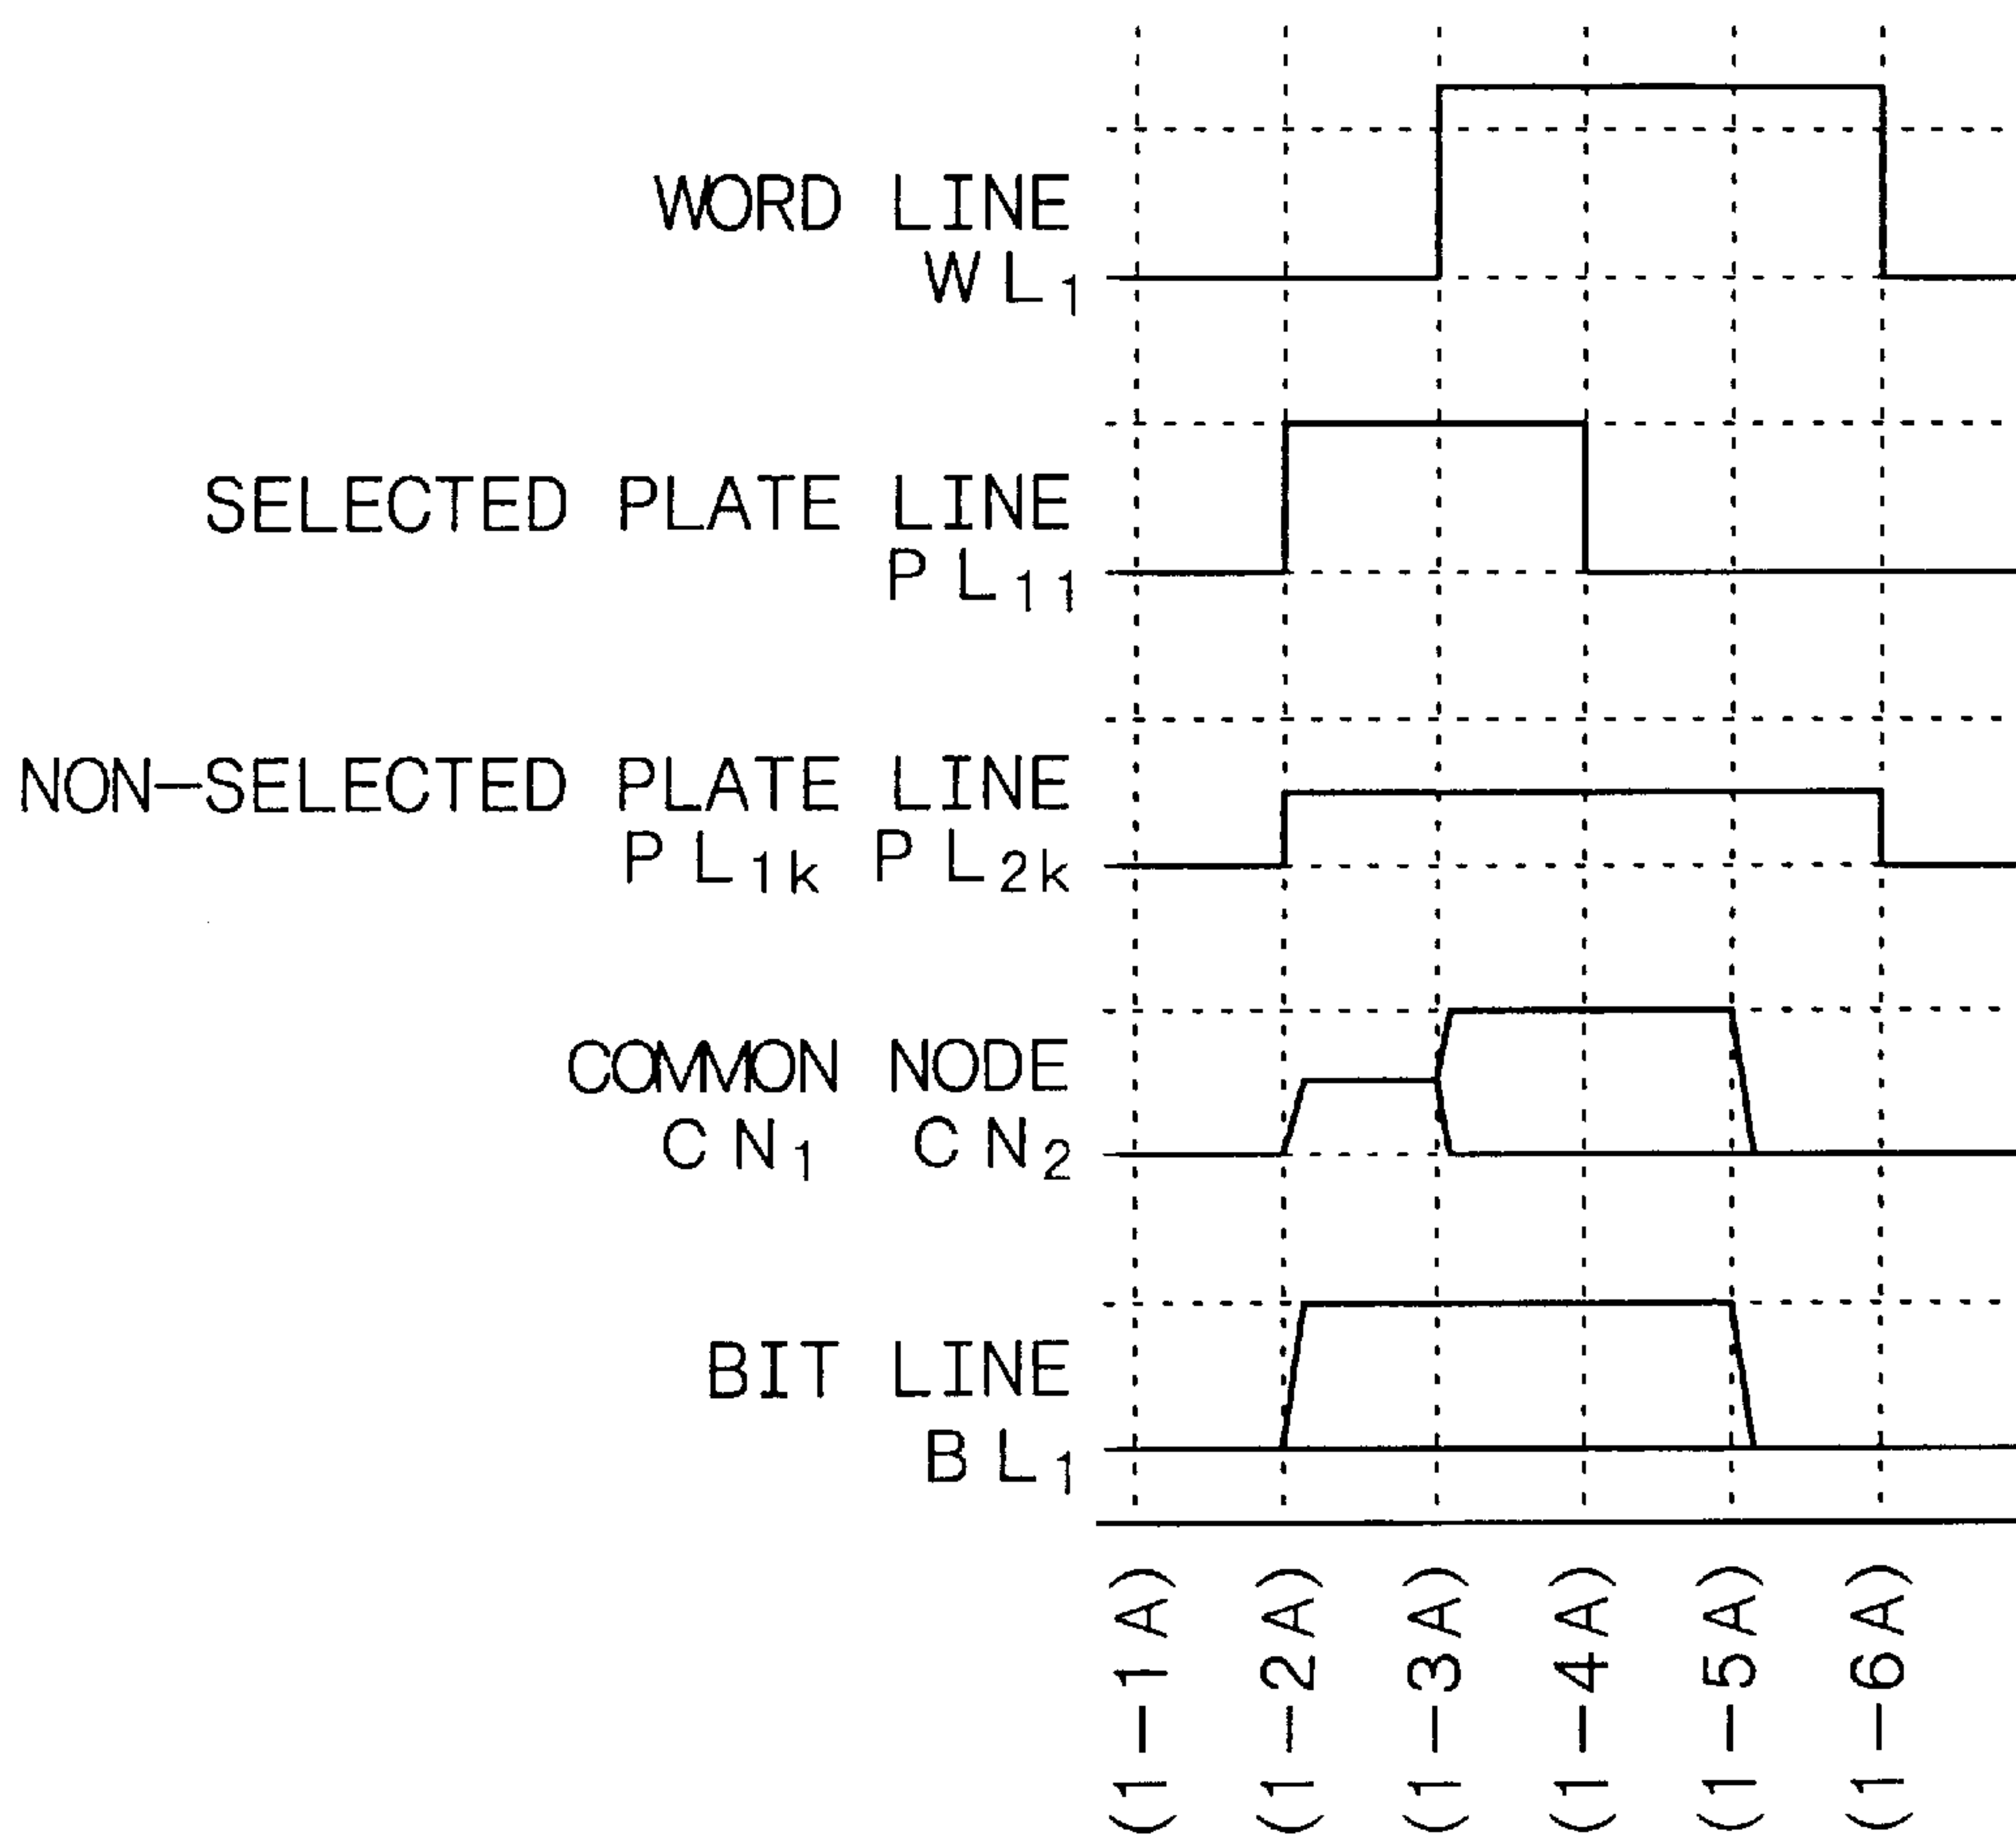 WORD LINE
WL₁
SELECTED PLATE LINE
PL₁₁
NON-SELECTED PLATE LINE
PL₁ₖ PL₂ₖ
COMMON NODE
CN₁ CN₂
BIT LINE
BL₁
(1-1A)
(1-2A)
(1-3A)
(1-4A)
(1-5A)
(1-6A)